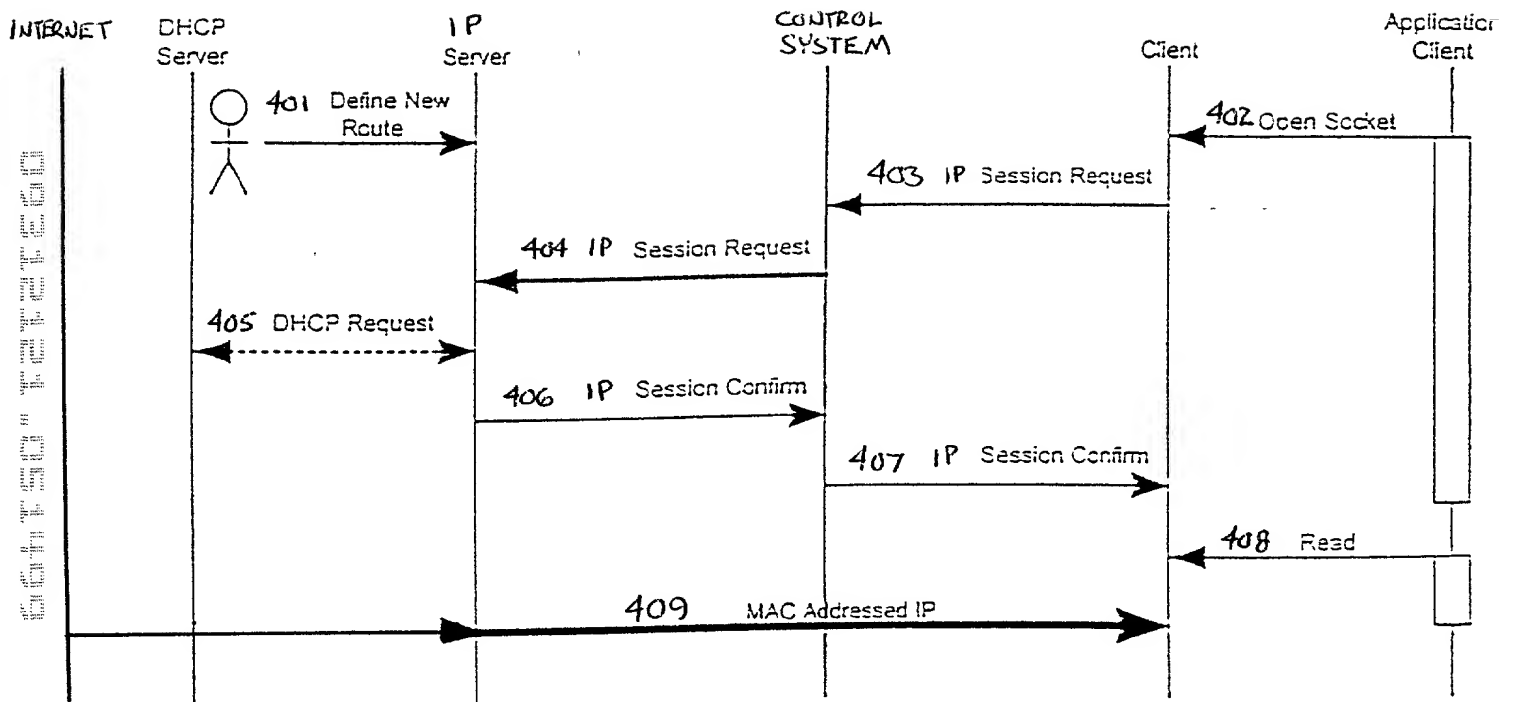 INTERNET
DHCP
Server
IP
Server
CONTROL
SYSTEM
Client
Application
Client
401 Define New
Route
402 Open Socket
403 IP Session Request
404 IP Session Request
405 DHCP Request
406 IP Session Confirm
407 IP Session Confirm
408 Read
409 MAC Addressed IP